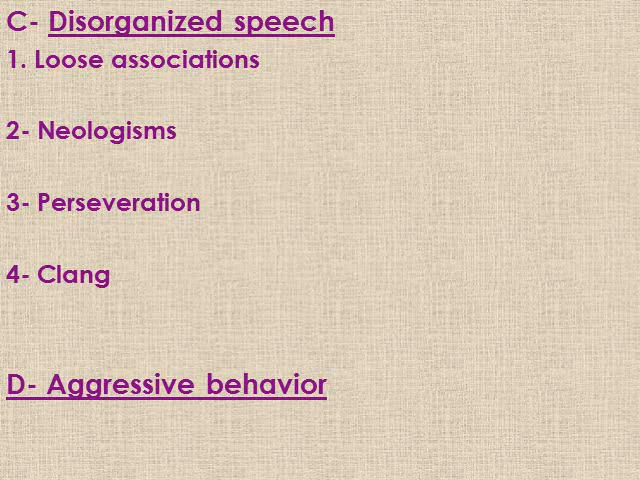 C- Disorganized speech
1. Loose associations
2- Neologisms
3- Perseveration
4- Clang
D- Aggressive behavior